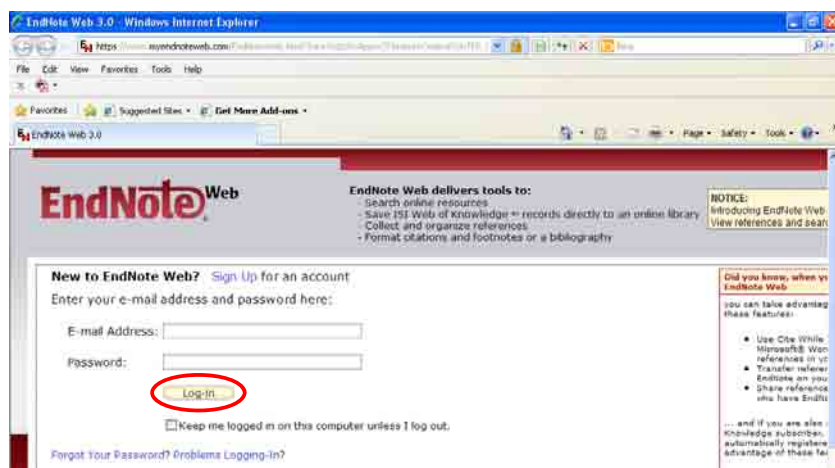 EndNote Web 3.0 - Windows Internet Explorer
https myendnoteweb.com
File Edit View Favorites Tools Help
Favorites Suggested Sites Get More Add-ons
EndNote Web 3.0 Page Safety Tools
EndNote Web
EndNote Web delivers tools to:
- Search online resources
- Save ISI Web of Knowledge records directly to an online library
- Collect and organize references
- Format citations and footnotes or a bibliography
NOTICE:
Introducing EndNote Web
View references and sear
New to EndNote Web? Sign Up for an account
Enter your e-mail address and password here:
E-mail Address:
Password:
Log-in
Keep me logged in on this computer unless I log out.
Forgot Your Password? Problems Logging-In?
Did you know, when y
EndNote Web
you can take advantag
these features:
Use Cite While
Microsoft® Wor
references in yo
Transfer referen
EndNote on you
Share reference
who have EndNo
... and if you are also
Knowledge subscriber,
automatically registere
advantage of these fea